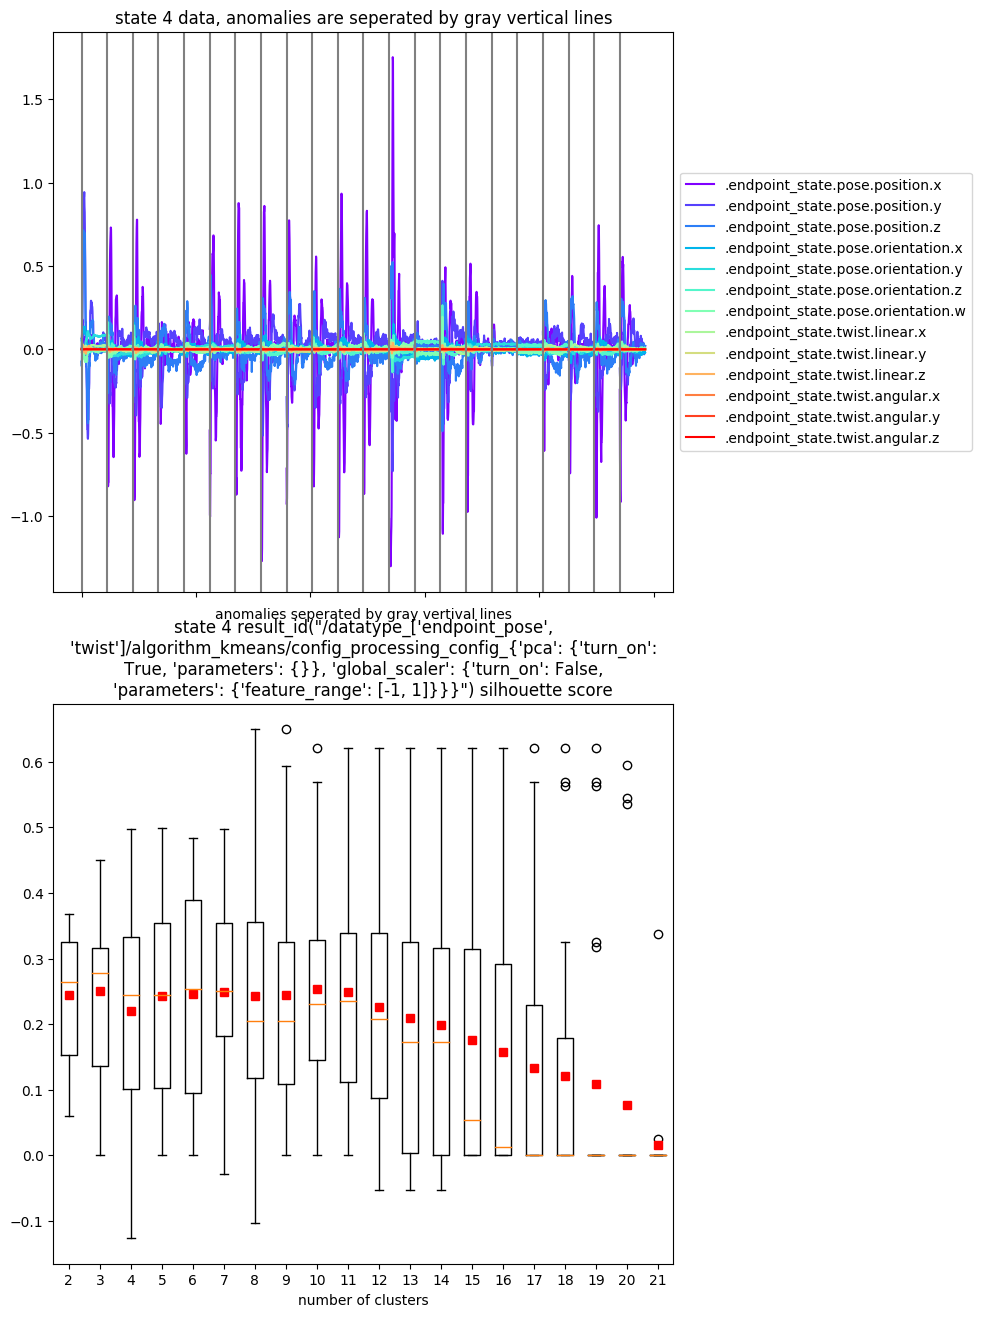 state 4 data, anomalies are seperated by gray vertical lines
1.5
1.0
0.5
0.0
−0.5
−1.0
.endpoint_state.pose.position.x
.endpoint_state.pose.position.y
.endpoint_state.pose.position.z
.endpoint_state.pose.orientation.x
.endpoint_state.pose.orientation.y
.endpoint_state.pose.orientation.z
.endpoint_state.pose.orientation.w
.endpoint_state.twist.linear.x
.endpoint_state.twist.linear.y
.endpoint_state.twist.linear.z
.endpoint_state.twist.angular.x
.endpoint_state.twist.angular.y
.endpoint_state.twist.angular.z
anomalies seperated by gray vertival lines
state 4 result_id("/datatype_['endpoint_pose',
'twist']/algorithm_kmeans/config_processing_config_{'pca': {'turn_on':
True, 'parameters': {}}, 'global_scaler': {'turn_on': False,
'parameters': {'feature_range': [-1, 1]}}}") silhouette score
0.6
0.5
0.4
0.3
0.2
0.1
0.0
−0.1
2 3 4 5 6 7 8 9 10 11 12 13 14 15 16 17 18 19 20 21
number of clusters